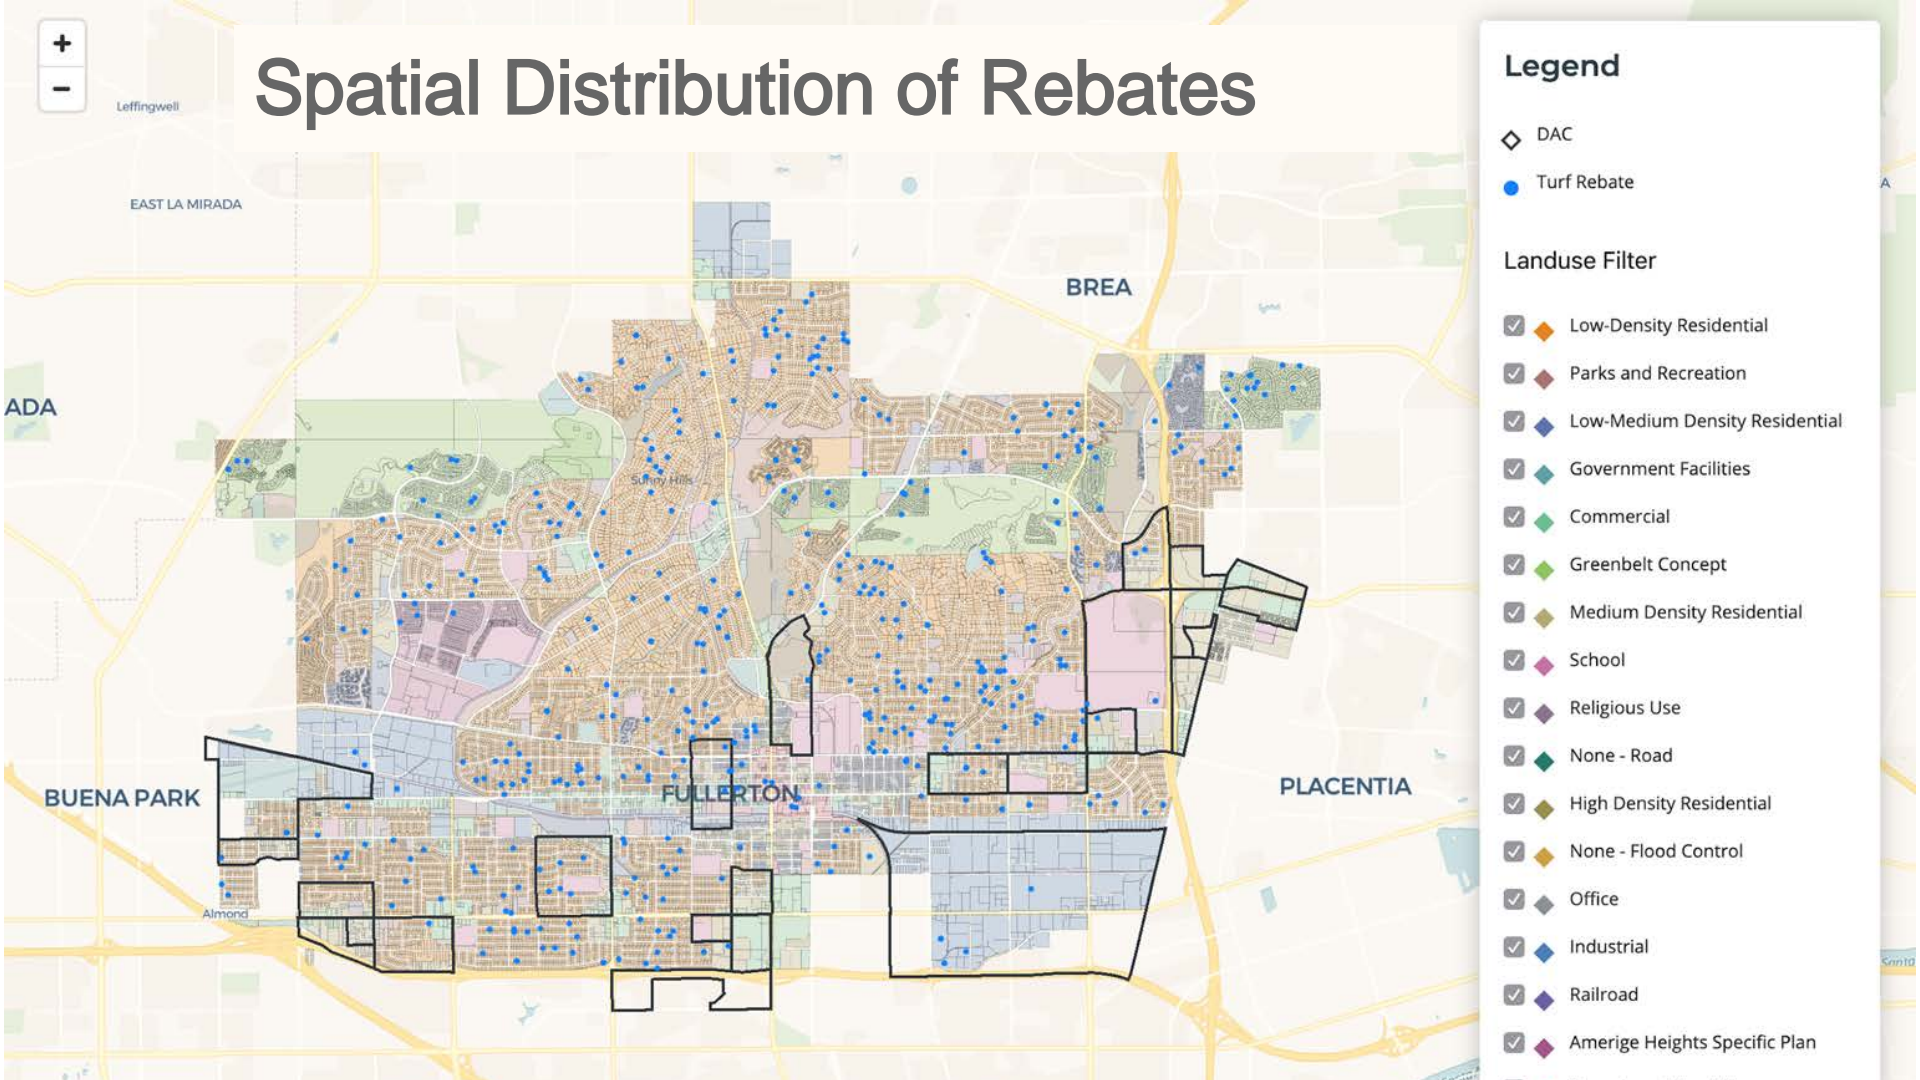 +
−
Spatial Distribution of Rebates
Leffingwell
EAST LA MIRADA
BREA
ADA
Sunny Hills
BUENA PARK
FULLERTON
PLACENTIA
Almond
A
Legend
DAC
Turf Rebate
Landuse Filter
Low-Density Residential
Parks and Recreation
Low-Medium Density Residential
Government Facilities
Commercial
Greenbelt Concept
Medium Density Residential
School
Religious Use
None - Road
High Density Residential
None - Flood Control
Office
Industrial
Railroad
Amerige Heights Specific Plan